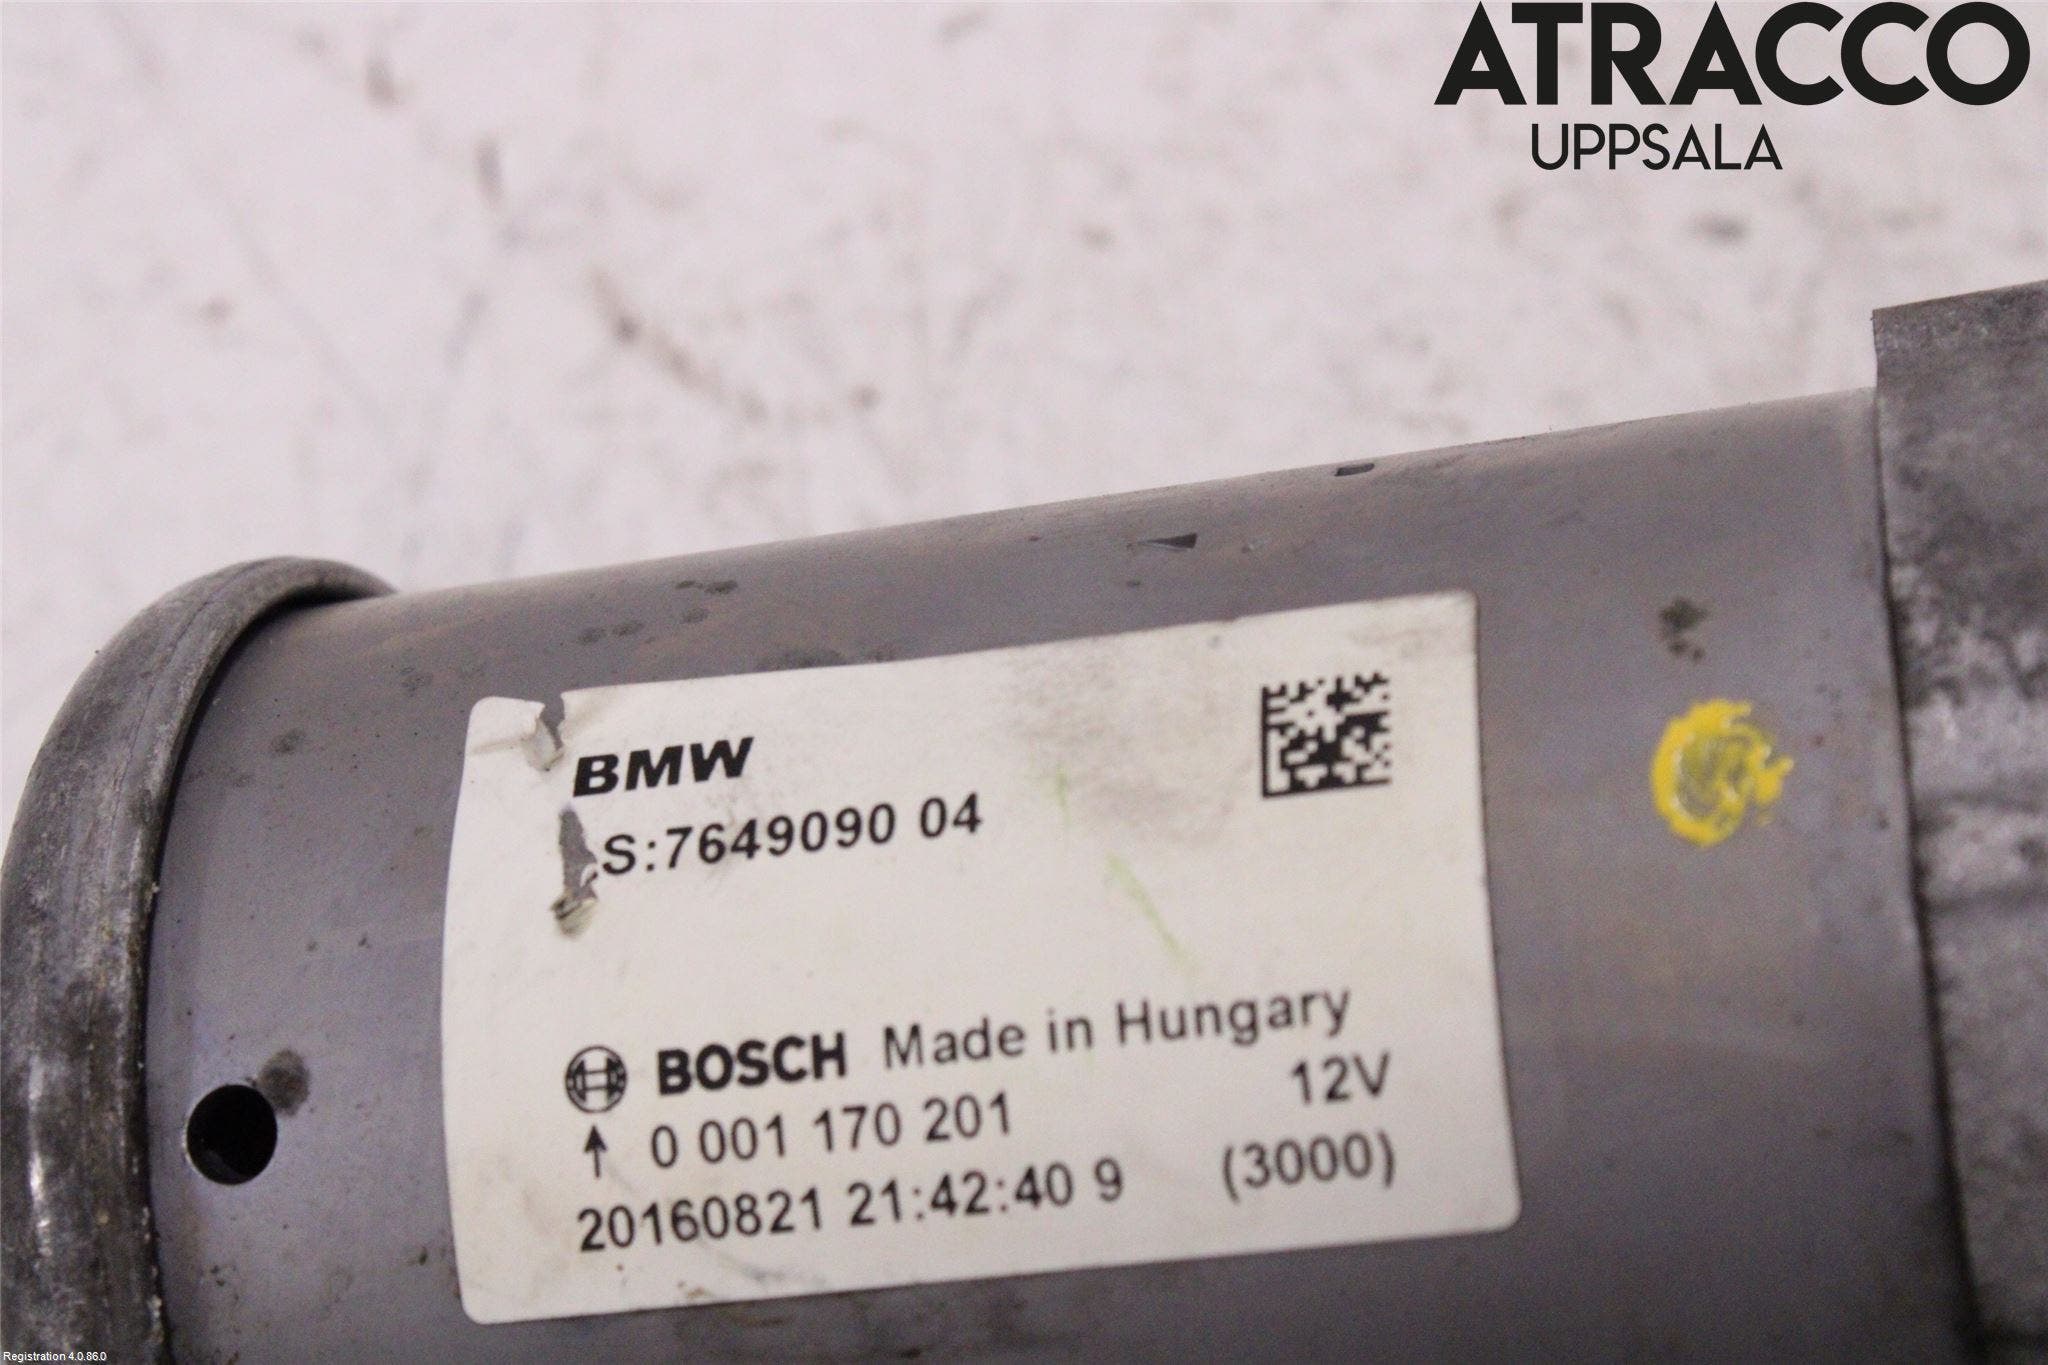 ATRACCO
UPPSALA
BMW
S:7649090 04
BOSCH Made in Hungary
0 001 170 201 12V
20160821 21:42:40 9 (3000)
Registration 4.0.86.0